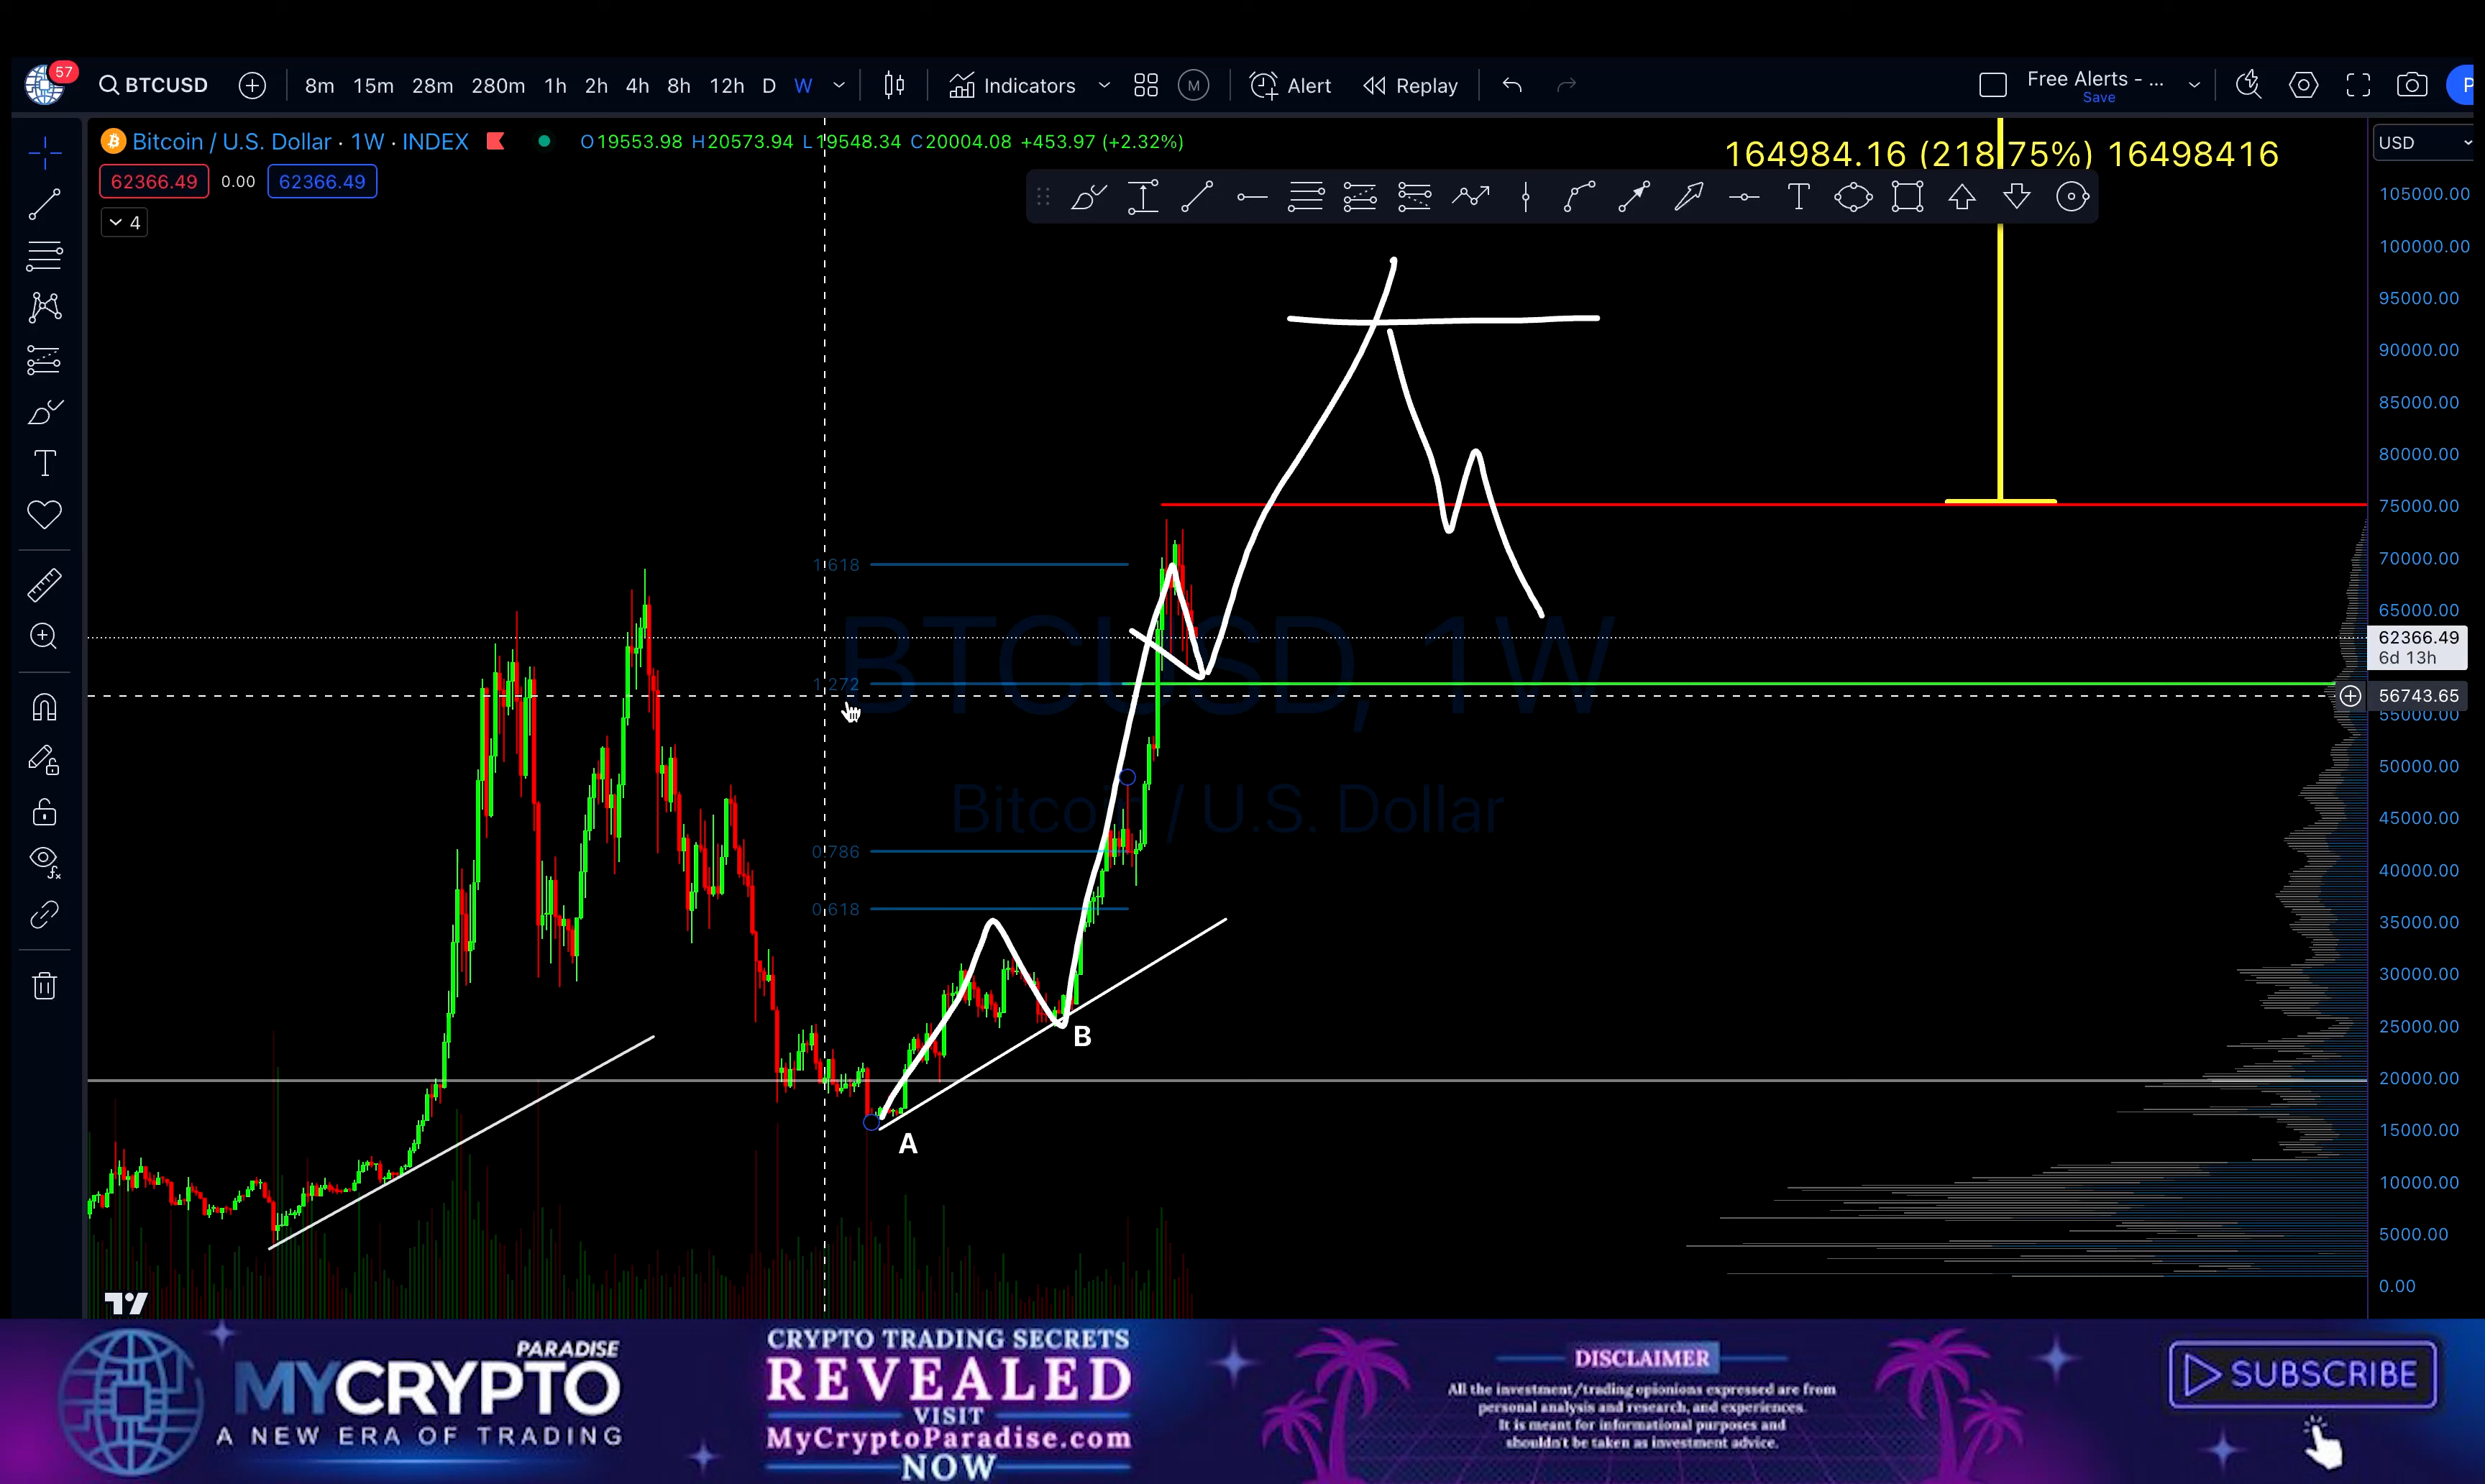 57
BTCUSD
8m 15m 28m 280m 1h 2h 4h 8h 12h D W
Indicators
M
Alert
Replay
Free Alerts - ...
Save
P
Bitcoin / U.S. Dollar · 1W · INDEX
O19553.98 H20573.94 L19548.34 C20004.08 +453.97 (+2.32%)
164984.16 (218.75%) 16498416
USD
62366.49 0.00 62366.49
4
105000.00
100000.00
95000.00
90000.00
85000.00
80000.00
75000.00
70000.00
65000.00
62366.49
6d 13h
56743.65
55000.00
50000.00
45000.00
40000.00
35000.00
30000.00
25000.00
20000.00
15000.00
10000.00
5000.00
0.00
1.618
1.272
0.786
0.618
BTCUSD, 1W
Bitcoin / U.S. Dollar
B
A
PARADISE
MYCRYPTO
A NEW ERA OF TRADING
CRYPTO TRADING SECRETS
REVEALED
VISIT
MyCryptoParadise.com
NOW
DISCLAIMER
All the investment/trading opionions expressed are from
personal analysis and research, and experiences.
It is meant for informational purposes and
shouldn't be taken as investment advice.
SUBSCRIBE